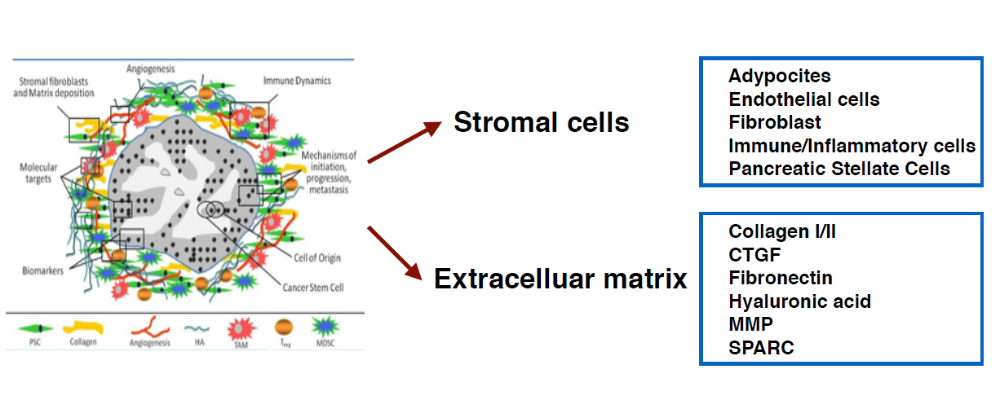 Angiogenesis
Stromal fibroblasts
and Matrix deposition
Immune Dynamics
Molecular
targets
Mechanisms of
initiation,
progression,
metastasis
Biomarkers
Cell of Origin
Cancer Stem Cell
PSC
Collagen
Angiogenesis
HA
TAM
Treg
MDSC
Stromal cells
Adypocites
Endothelial cells
Fibroblast
Immune/Inflammatory cells
Pancreatic Stellate Cells
Extracelluar matrix
Collagen I/II
CTGF
Fibronectin
Hyaluronic acid
MMP
SPARC